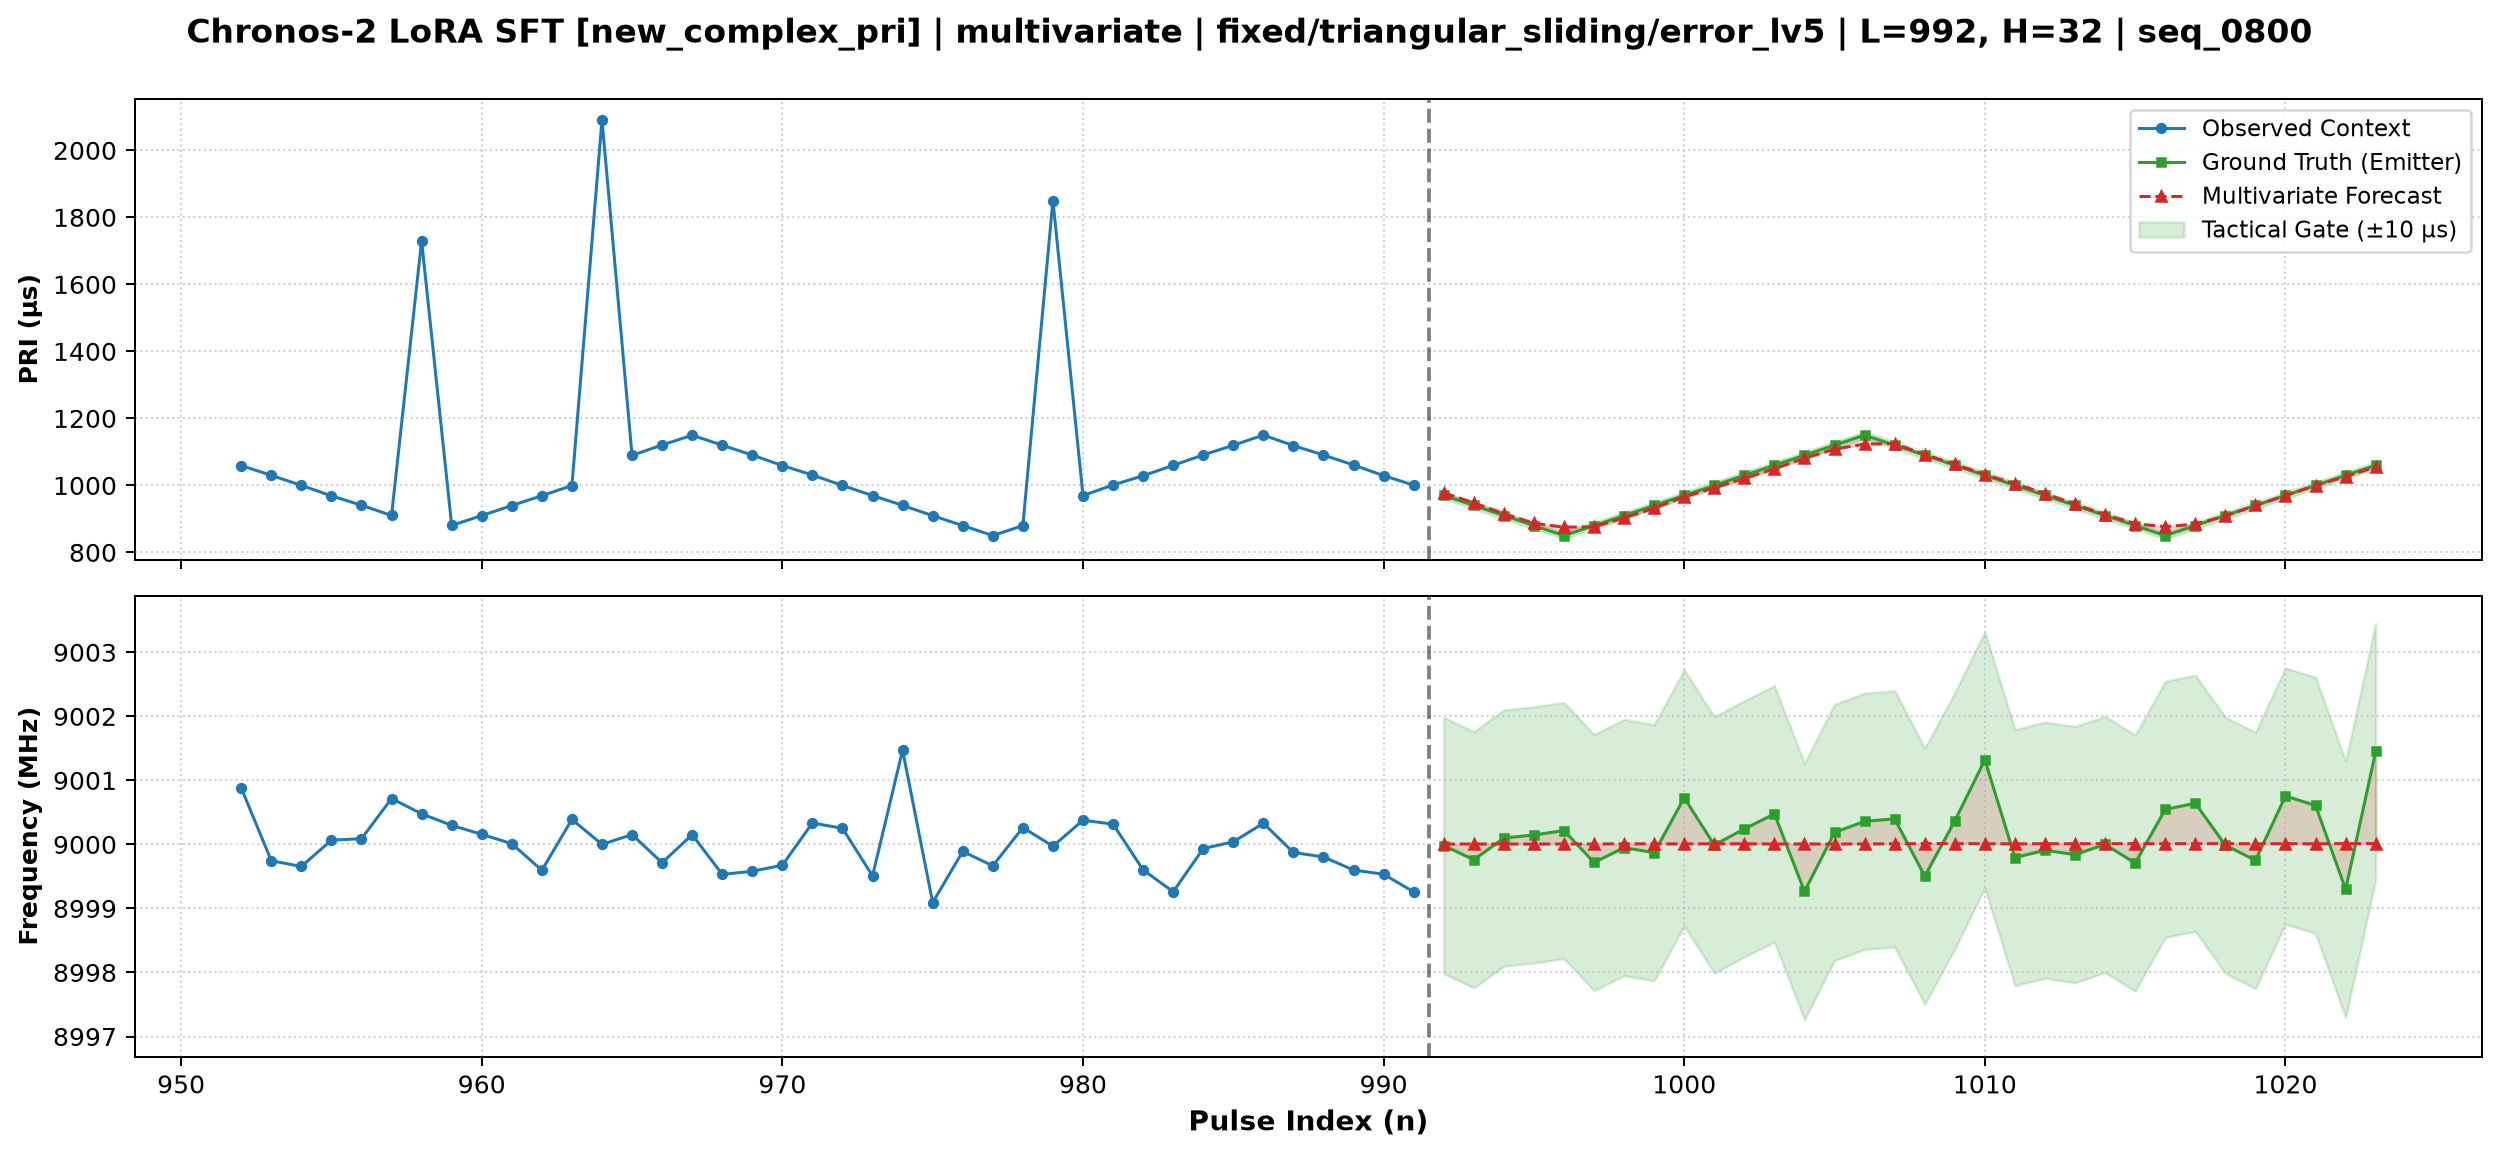 Chronos-2 LoRA SFT [new_complex_pri] | multivariate | fixed/triangular_sliding/error_lv5 | L=992, H=32 | seq_0800
PRI (µs)
2000
1800
1600
1400
1200
1000
800
Observed Context
Ground Truth (Emitter)
Multivariate Forecast
Tactical Gate (±10 µs)
Frequency (MHz)
9003
9002
9001
9000
8999
8998
8997
950 960 970 980 990 1000 1010 1020
Pulse Index (n)